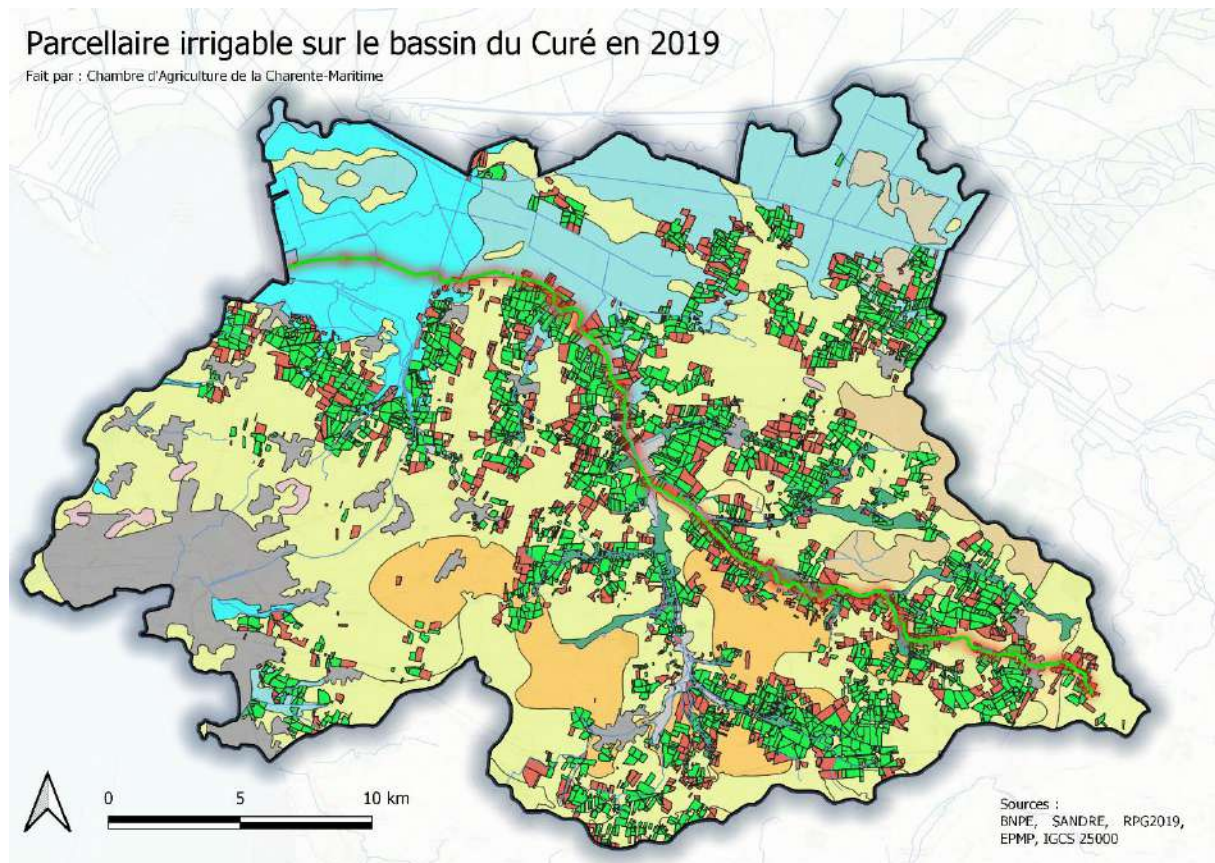 Parcellaire irrigable sur le bassin du Curé en 2019
Fait par : Chambre d'Agriculture de la Charente-Maritime
0 5 10 km
Sources :
BNPE, SANDRE, RPG2019,
EPMP, IGCS 25000